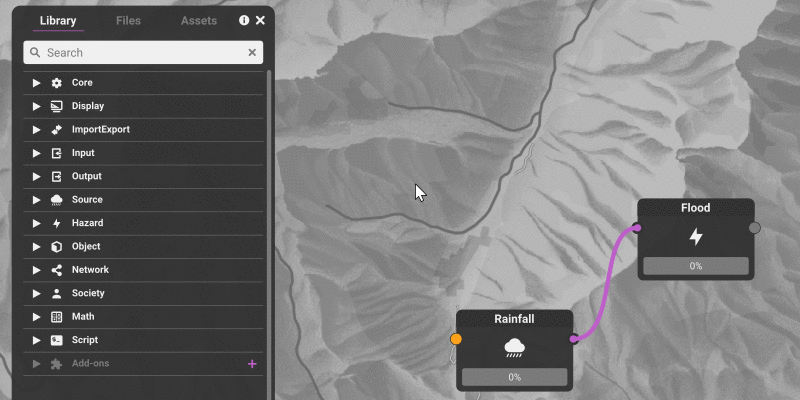 Library Files Assets
Search
Core
Display
ImportExport
Input
Output
Source
Hazard
Object
Network
Society
Math
Script
Add-ons
Flood
0%
Rainfall
0%